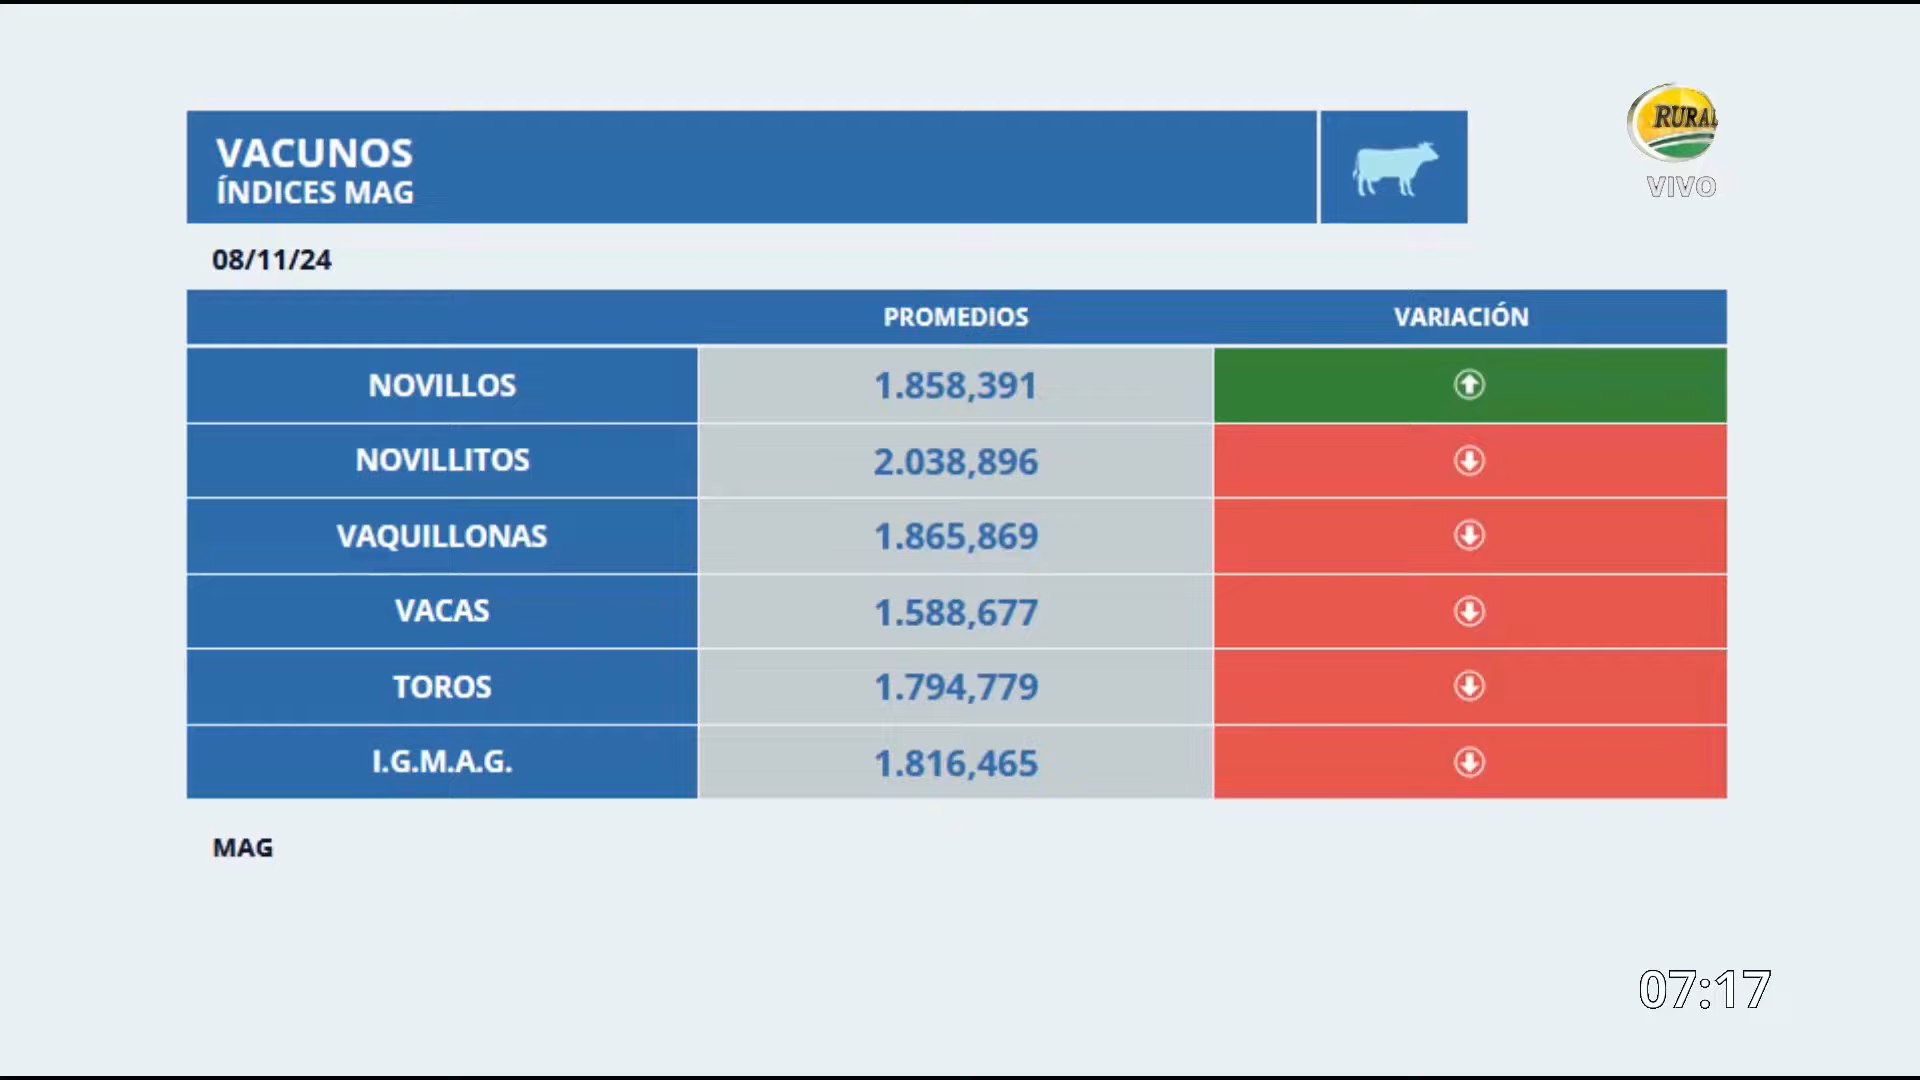 VACUNOS
ÍNDICES MAG
RURAL
VIVO
08/11/24
PROMEDIOS VARIACIÓN
NOVILLOS 1.858,391
NOVILLITOS 2.038,896
VAQUILLONAS 1.865,869
VACAS 1.588,677
TOROS 1.794,779
I.G.M.A.G. 1.816,465
MAG
07:17